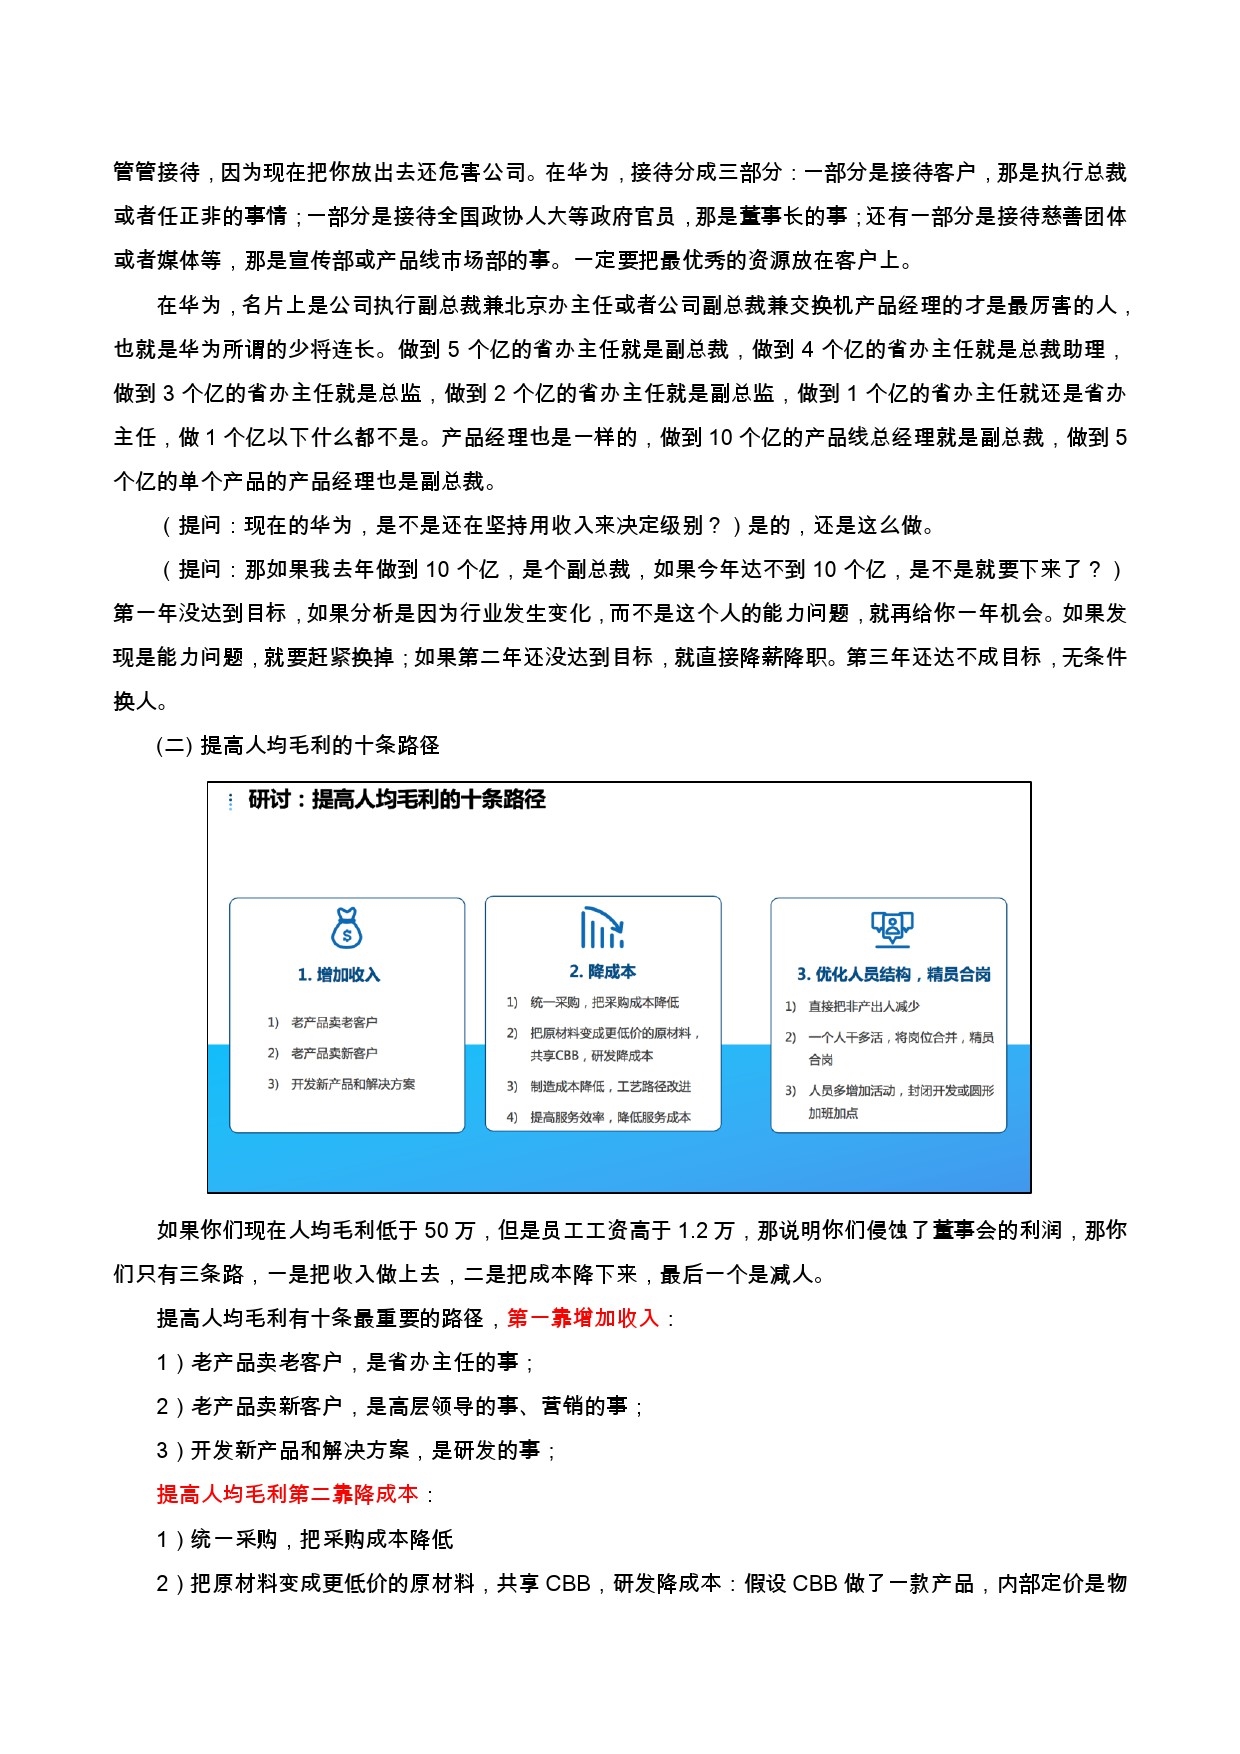 管管接待，因为现在把你放出去还危害公司。在华为，接待分成三部分：一部分是接待客户，那是执行总裁
或者任正非的事情；一部分是接待全国政协人大等政府官员，那是董事长的事；还有一部分是接待慈善团体
或者媒体等，那是宣传部或产品线市场部的事。一定要把最优秀的资源放在客户上。
在华为，名片上是公司执行副总裁兼北京办主任或者公司副总裁兼交换机产品经理的才是最厉害的人，
也就是华为所谓的少将连长。做到 5 个亿的省办主任就是副总裁，做到 4 个亿的省办主任就是总裁助理，
做到 3 个亿的省办主任就是总监，做到 2 个亿的省办主任就是副总监，做到 1 个亿的省办主任就还是省办
主任，做 1 个亿以下什么都不是。产品经理也是一样的，做到 10 个亿的产品线总经理就是副总裁，做到 5
个亿的单个产品的产品经理也是副总裁。
（提问：现在的华为，是不是还在坚持用收入来决定级别？）是的，还是这么做。
（提问：那如果我去年做到 10 个亿，是个副总裁，如果今年达不到 10 个亿，是不是就要下来了？）
第一年没达到目标，如果分析是因为行业发生变化，而不是这个人的能力问题，就再给你一年机会。如果发
现是能力问题，就要赶紧换掉；如果第二年还没达到目标，就直接降薪降职。第三年还达不成目标，无条件
换人。
(二) 提高人均毛利的十条路径
研讨：提高人均毛利的十条路径
1. 增加收入
1) 老产品卖老客户
2) 老产品卖新客户
3) 开发新产品和解决方案
2. 降成本
1) 统一采购，把采购成本降低
2) 把原材料变成更低价的原材料，
共享CBB，研发降成本
3) 制造成本降低，工艺路径改进
4) 提高服务效率，降低服务成本
3. 优化人员结构，精员合岗
1) 直接把非产出人减少
2) 一个人干多活，将岗位合并，精员
合岗
3) 人员多增加活动，封闭开发或圆形
加班加点
如果你们现在人均毛利低于 50 万，但是员工工资高于 1.2 万，那说明你们侵蚀了董事会的利润，那你
们只有三条路，一是把收入做上去，二是把成本降下来，最后一个是减人。
提高人均毛利有十条最重要的路径，第一靠增加收入：
1）老产品卖老客户，是省办主任的事；
2）老产品卖新客户，是高层领导的事、营销的事；
3）开发新产品和解决方案，是研发的事；
提高人均毛利第二靠降成本：
1）统一采购，把采购成本降低
2）把原材料变成更低价的原材料，共享 CBB，研发降成本：假设 CBB 做了一款产品，内部定价是物